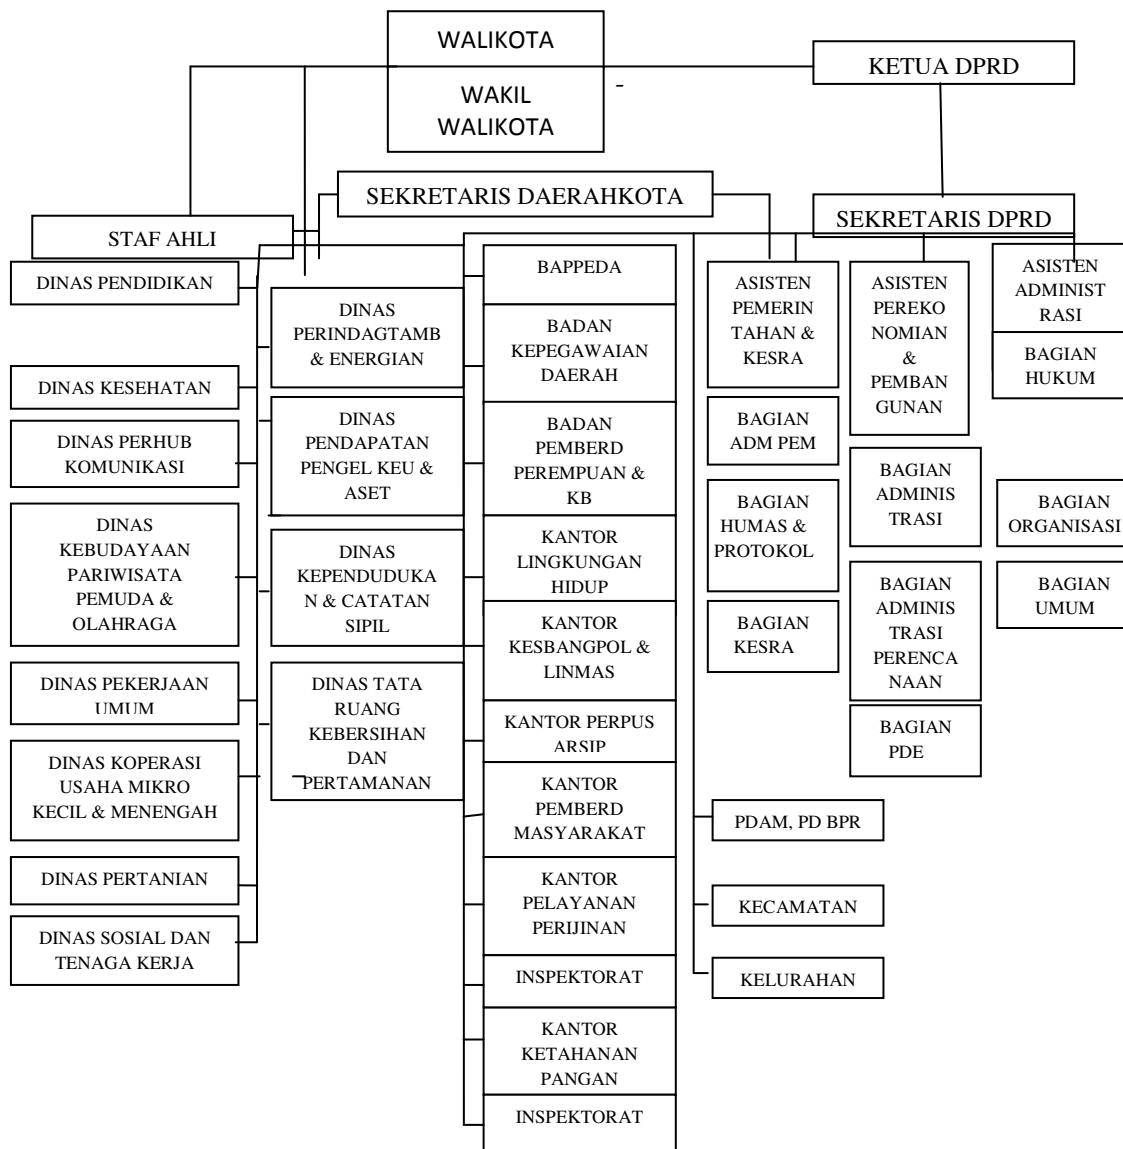 WALIKOTA
WAKIL
WALIKOTA
-
KETUA DPRD
SEKRETARIS DAERAHKOTA
SEKRETARIS DPRD
STAF AHLI
DINAS PENDIDIKAN
DINAS KESEHATAN
DINAS PERHUB
KOMUNIKASI
DINAS
KEBUDAYAAN
PARIWISATA
PEMUDA &
OLAHRAGA
DINAS PEKERJAAN
UMUM
DINAS KOPERASI
USAHA MIKRO
KECIL & MENENGAH
DINAS PERTANIAN
DINAS SOSIAL DAN
TENAGA KERJA
DINAS
PERINDAGTAMB
& ENERGIAN
DINAS
PENDAPATAN
PENGEL KEU &
ASET
DINAS
KEPENDUDUKA
N & CATATAN
SIPIL
DINAS TATA
RUANG
KEBERSIHAN
DAN
PERTAMANAN
BAPPEDA
BADAN
KEPEGAWAIAN
DAERAH
BADAN
PEMBERD
PEREMPUAN &
KB
KANTOR
LINGKUNGAN
HIDUP
KANTOR
KESBANGPOL &
LINMAS
KANTOR PERPUS
ARSIP
KANTOR
PEMBERD
MASYARAKAT
KANTOR
PELAYANAN
PERIJINAN
INSPEKTORAT
KANTOR
KETAHANAN
PANGAN
INSPEKTORAT
ASISTEN
PEMERIN
TAHAN &
KESRA
BAGIAN
ADM PEM
BAGIAN
HUMAS &
PROTOKOL
BAGIAN
KESRA
PDAM, PD BPR
KECAMATAN
KELURAHAN
ASISTEN
PEREKO
NOMIAN
&
PEMBAN
GUNAN
BAGIAN
ADMINIS
TRASI
BAGIAN
ADMINIS
TRASI
PERENCA
NAAN
BAGIAN
PDE
ASISTEN
ADMINIST
RASI
BAGIAN
HUKUM
BAGIAN
ORGANISASI
BAGIAN
UMUM